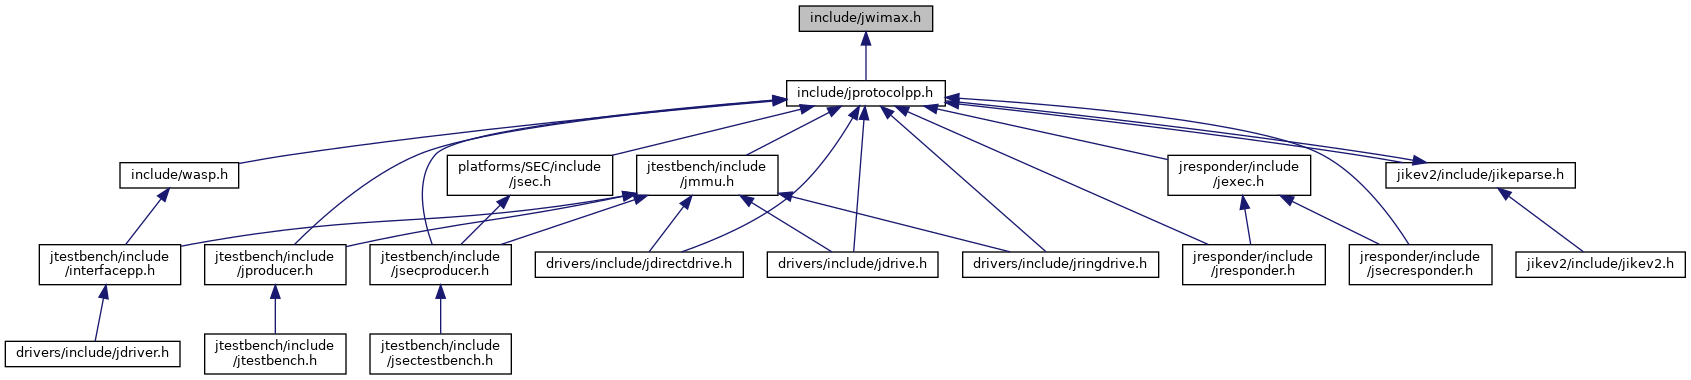 include/jwimax.h
include/jprotocolpp.h
include/wasp.h
platforms/SEC/include
/jsec.h
jtestbench/include
/jmmu.h
jresponder/include
/jexec.h
jikev2/include/jikeparse.h
jtestbench/include
/interfacepp.h
jtestbench/include
/jproducer.h
jtestbench/include
/jsecproducer.h
drivers/include/jdirectdrive.h
drivers/include/jdrive.h
drivers/include/jringdrive.h
jresponder/include
/jresponder.h
jresponder/include
/jsecresponder.h
jikev2/include/jikev2.h
drivers/include/jdriver.h
jtestbench/include
/jtestbench.h
jtestbench/include
/jsectestbench.h